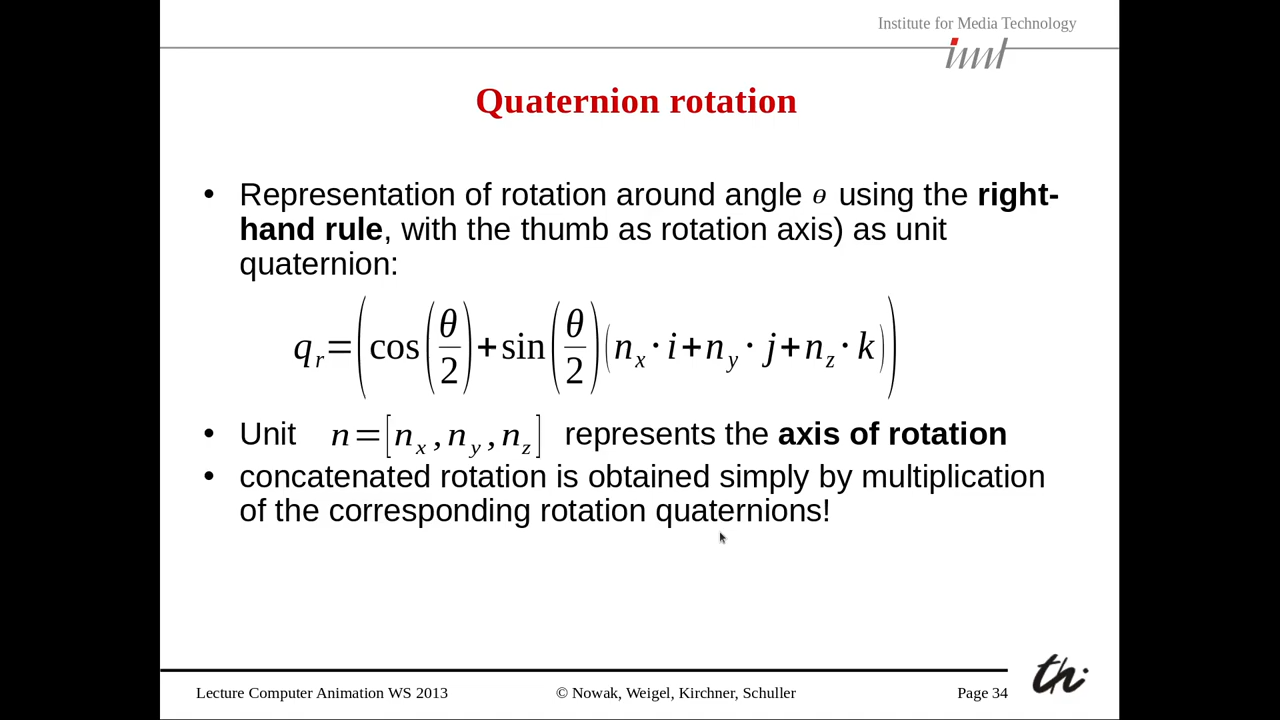 Institute for Media Technology
iml
Quaternion rotation
• Representation of rotation around angle θ using the right-
hand rule, with the thumb as rotation axis) as unit
quaternion:
q_r=(cos(θ/2)+sin(θ/2)(n_x·i+n_y·j+n_z·k))
• Unit n=[n_x,n_y,n_z] represents the axis of rotation
• concatenated rotation is obtained simply by multiplication
of the corresponding rotation quaternions!
th
Lecture Computer Animation WS 2013 © Nowak, Weigel, Kirchner, Schuller Page 34